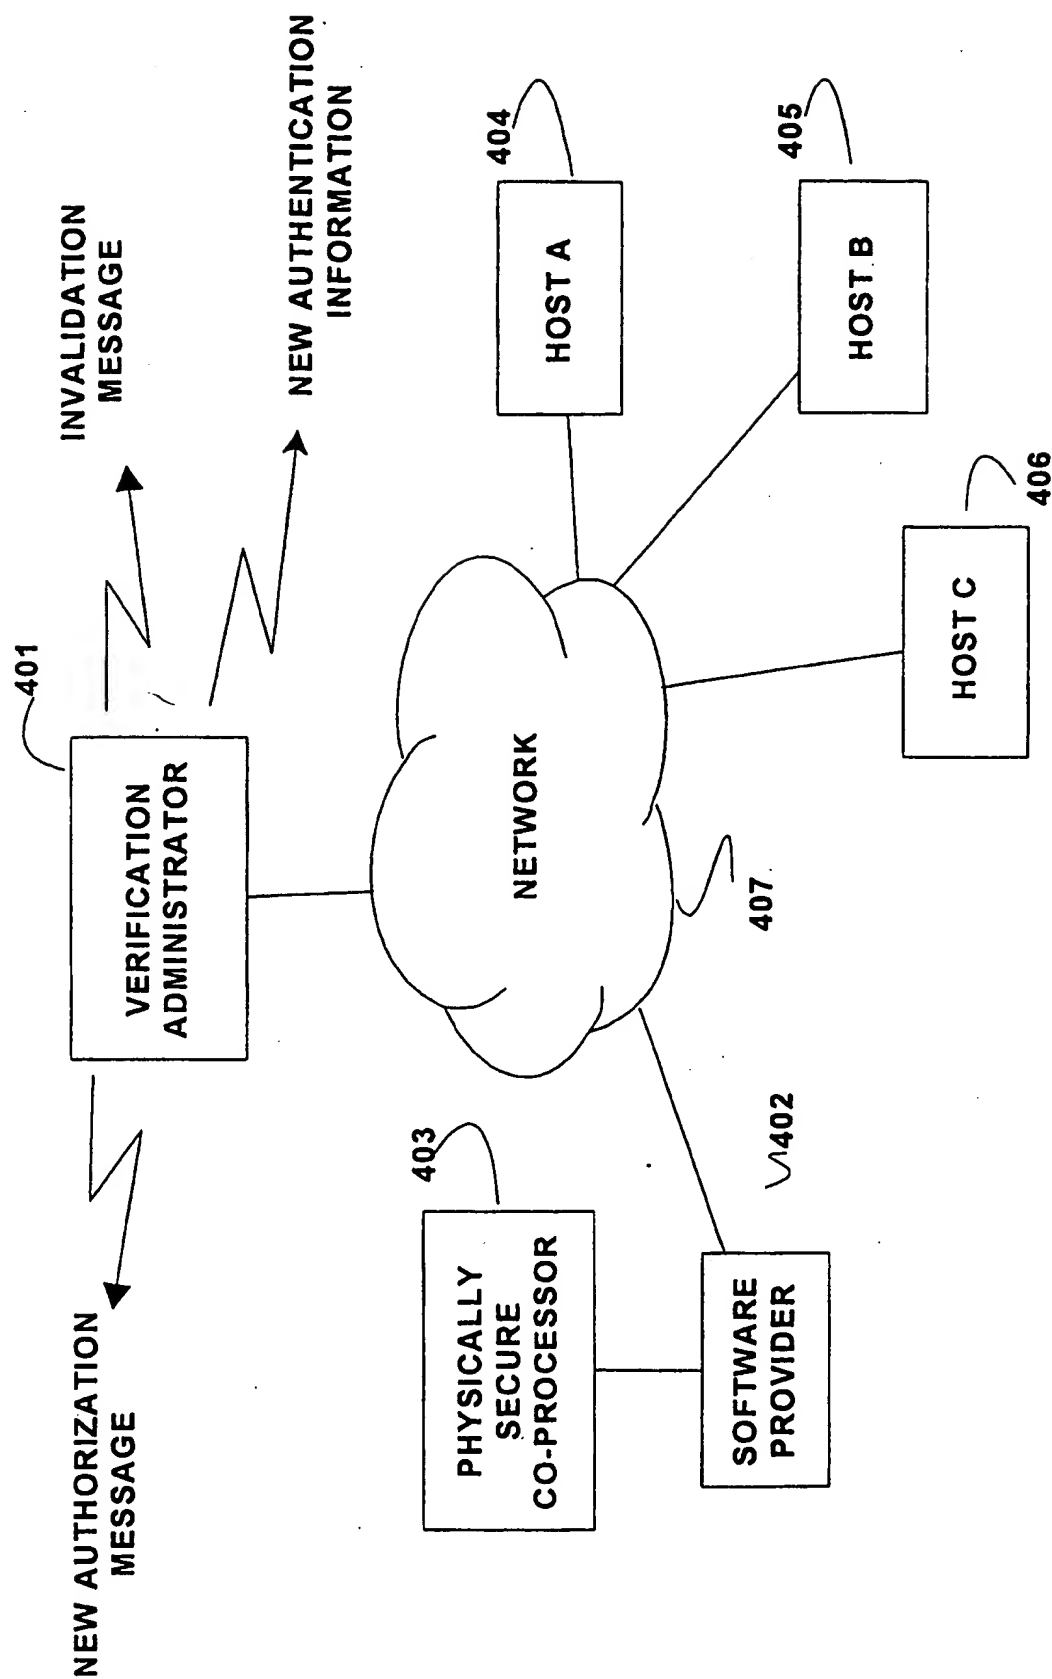 NEW AUTHORIZATION
MESSAGE
401
INVALIDATION
MESSAGE
NEW AUTHENTICATION
INFORMATION
VERIFICATION
ADMINISTRATOR
403
PHYSICALLY
SECURE
CO-PROCESSOR
NETWORK
404
HOST A
SOFTWARE
PROVIDER
402
407
HOST C
406
HOST B
405